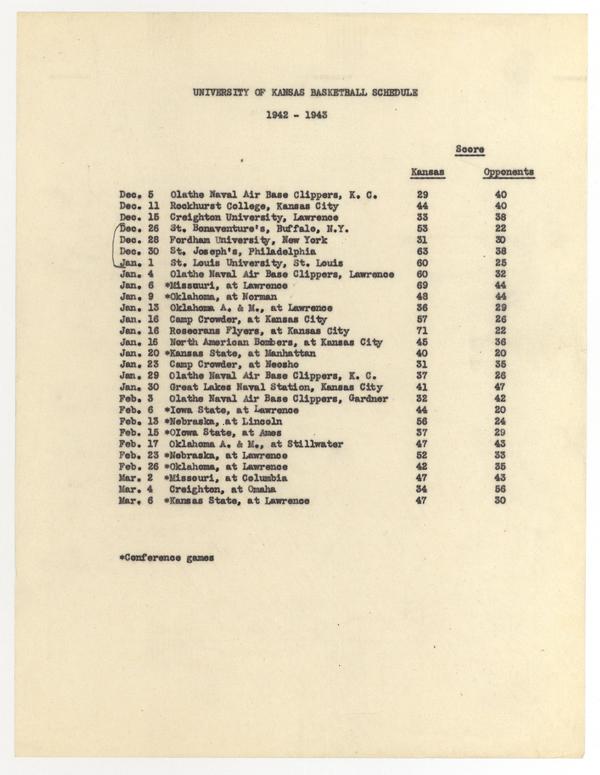 UNIVERSITY OF KANSAS BASKETBALL SCHEDULE
1942 - 1943
Score
Kansas Opponents
Dec. 5 Olathe Naval Air Base Clippers, K. C. 29 40
Dec. 11 Rockhurst College, Kansas City 44 40
Dec. 15 Creighton University, Lawrence 33 38
Dec. 26 St. Bonaventure's, Buffalo, N.Y. 53 22
Dec. 28 Fordham University, New York 31 30
Dec. 30 St. Joseph's, Philadelphia 63 38
Jan. 1 St. Louis University, St. Louis 60 25
Jan. 4 Olathe Naval Air Base Clippers, Lawrence 60 32
Jan. 6 *Missouri, at Lawrence 69 44
Jan. 9 *Oklahoma, at Norman 48 44
Jan. 13 Oklahoma A. & M., at Lawrence 36 29
Jan. 16 Camp Crowder, at Kansas City 57 26
Jan. 16 Rosecrans Flyers, at Kansas City 71 22
Jan. 16 North American Bombers, at Kansas City 45 36
Jan. 20 *Kansas State, at Manhattan 40 20
Jan. 23 Camp Crowder, at Neosho 31 35
Jan. 29 Olathe Naval Air Base Clippers, K. C. 37 26
Jan. 30 Great Lakes Naval Station, Kansas City 41 47
Feb. 3 Olathe Naval Air Base Clippers, Gardner 32 42
Feb. 6 *Iowa State, at Lawrence 44 20
Feb. 13 *Nebraska, at Lincoln 56 24
Feb. 15 *OIowa State, at Ames 37 29
Feb. 17 Oklahoma A. & M., at Stillwater 47 43
Feb. 23 *Nebraska, at Lawrence 52 33
Feb. 26 *Oklahoma, at Lawrence 42 35
Mar. 2 *Missouri, at Columbia 47 43
Mar. 4 Creighton, at Omaha 34 56
Mar. 6 *Kansas State, at Lawrence 47 30
*Conference games